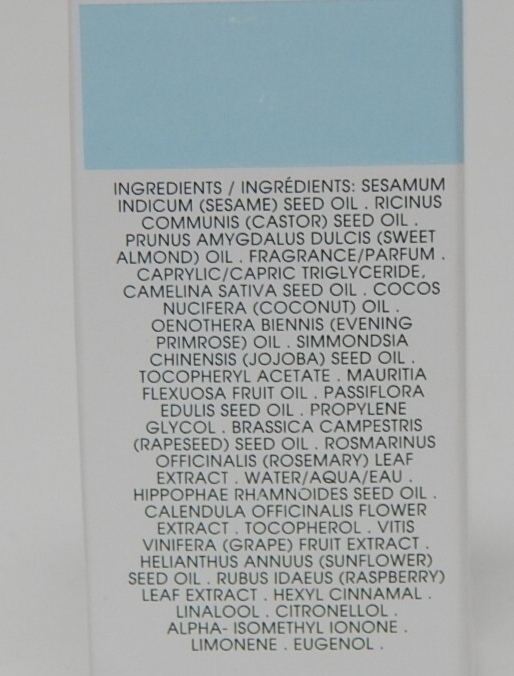 INGREDIENTS / INGRÉDIENTS: SESAMUM
INDICUM (SESAME) SEED OIL . RICINUS
COMMUNIS (CASTOR) SEED OIL .
PRUNUS AMYGDALUS DULCIS (SWEET
ALMOND) OIL . FRAGRANCE/PARFUM .
CAPRYLIC/CAPRIC TRIGLYCERIDE,
CAMELINA SATIVA SEED OIL . COCOS
NUCIFERA (COCONUT) OIL .
OENOTHERA BIENNIS (EVENING
PRIMROSE) OIL . SIMMONDSIA
CHINENSIS (JOJOBA) SEED OIL .
TOCOPHERYL ACETATE . MAURITIA
FLEXUOSA FRUIT OIL . PASSIFLORA
EDULIS SEED OIL . PROPYLENE
GLYCOL . BRASSICA CAMPESTRIS
(RAPESEED) SEED OIL . ROSMARINUS
OFFICINALIS (ROSEMARY) LEAF
EXTRACT . WATER/AQUA/EAU .
HIPPOPHAE RHAMNOIDES SEED OIL .
CALENDULA OFFICINALIS FLOWER
EXTRACT . TOCOPHEROL . VITIS
VINIFERA (GRAPE) FRUIT EXTRACT .
HELIANTHUS ANNUUS (SUNFLOWER)
SEED OIL . RUBUS IDAEUS (RASPBERRY)
LEAF EXTRACT . HEXYL CINNAMAL .
LINALOOL . CITRONELLOL .
ALPHA- ISOMETHYL IONONE .
LIMONENE . EUGENOL .